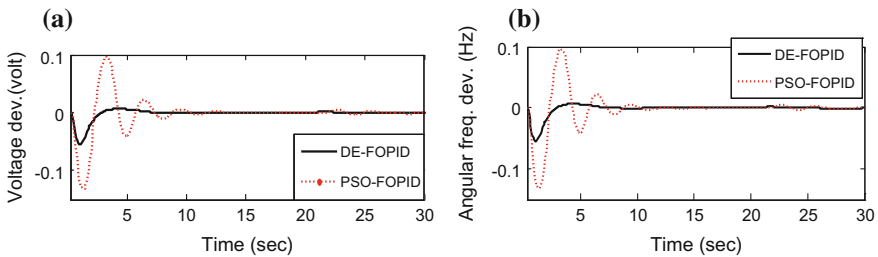 (a)
Voltage dev.(volt)
0.1
0
-0.1
5
10
15
20
25
30
Time (sec)
DE-FOPID
PSO-FOPID
(b)
Angular freq. dev. (Hz)
0.1
0
-0.1
5
10
15
20
25
30
Time (sec)
DE-FOPID
PSO-FOPID